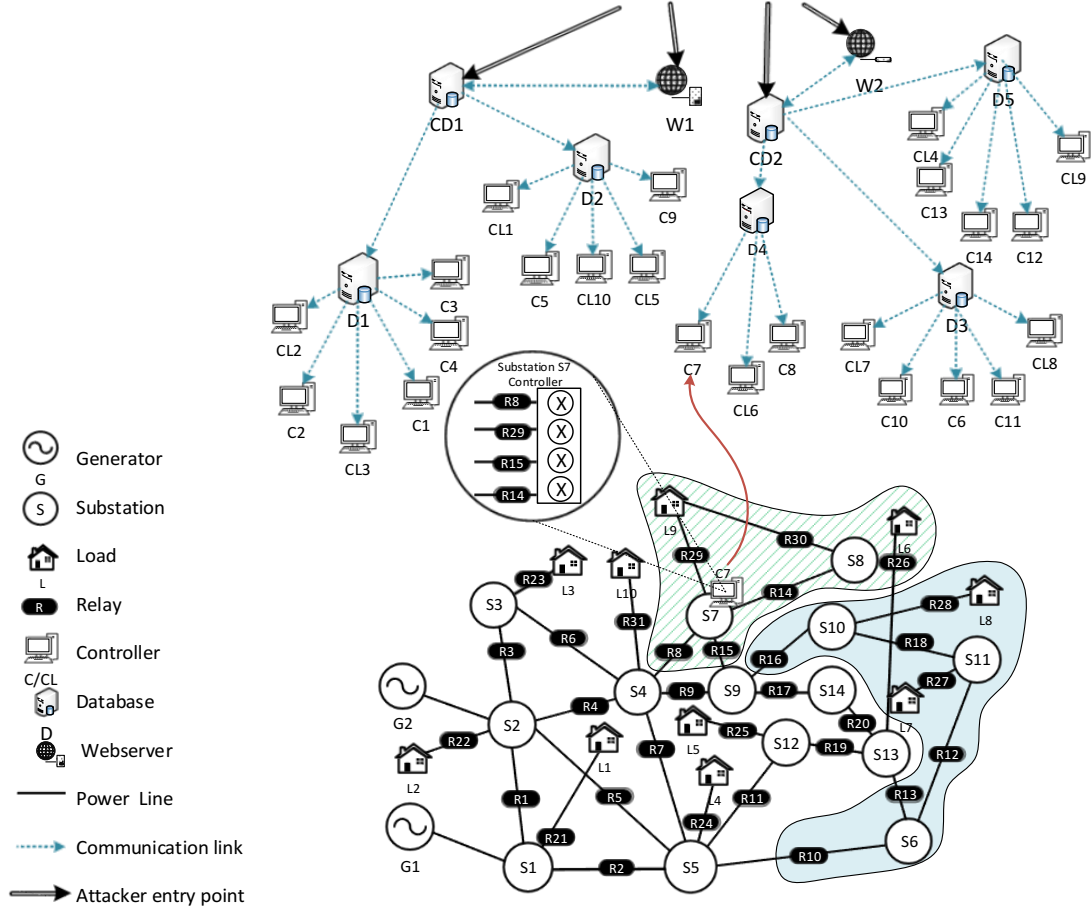 W2
D5
CD1
W1
CD2
CL4
CL9
C13
D2
CL1
C9
D4
C14
C12
C5
CL10
CL5
C3
D1
CL2
C4
D3
CL7
CL8
C7
C8
CL6
C10
C6
C11
C2
C1
CL3
Substation S7
Controller
R8 X
R29 X
R15 X
R14 X
G
Generator
S
Substation
L
Load
R
Relay
C/CL
Controller
D
Database
Webserver
Power Line
Communication link
Attacker entry point
L9
R30
L6
R29
S8
R26
R23
L3
L10
C7
R14
S3
S7
R28
L8
R31
S10
R6
R18
R3
R8
R15
R16
S11
R27
G2
S4
R9
S9
R17
S14
L7
R4
R20
S2
L5
R25
R22
R7
S12
R19
S13
R12
L1
L2
L4
R1
R5
R11
R13
R24
R21
S6
G1
S1
R2
S5
R10